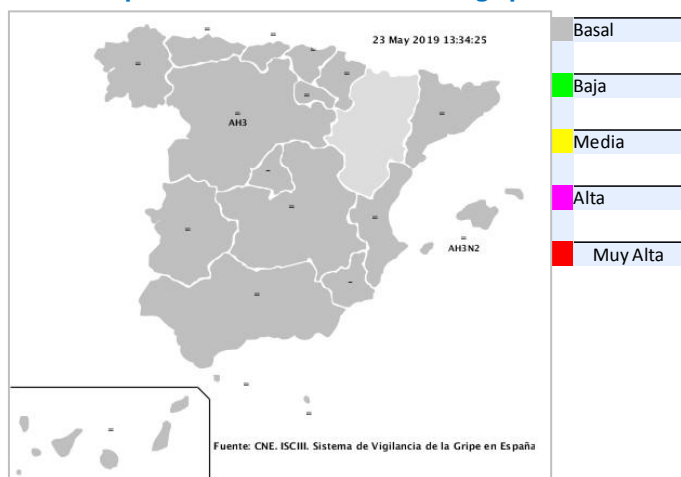 23 May 2019 13:34:25
Basal
Baja
Media
Alta
Muy Alta
=
=
=
=
=
=
=
AH3
=
-
=
=
=
=
AH3N2
-
=
=
=
=
Fuente: CNE. ISCIII. Sistema de Vigilancia de la Gripe en España